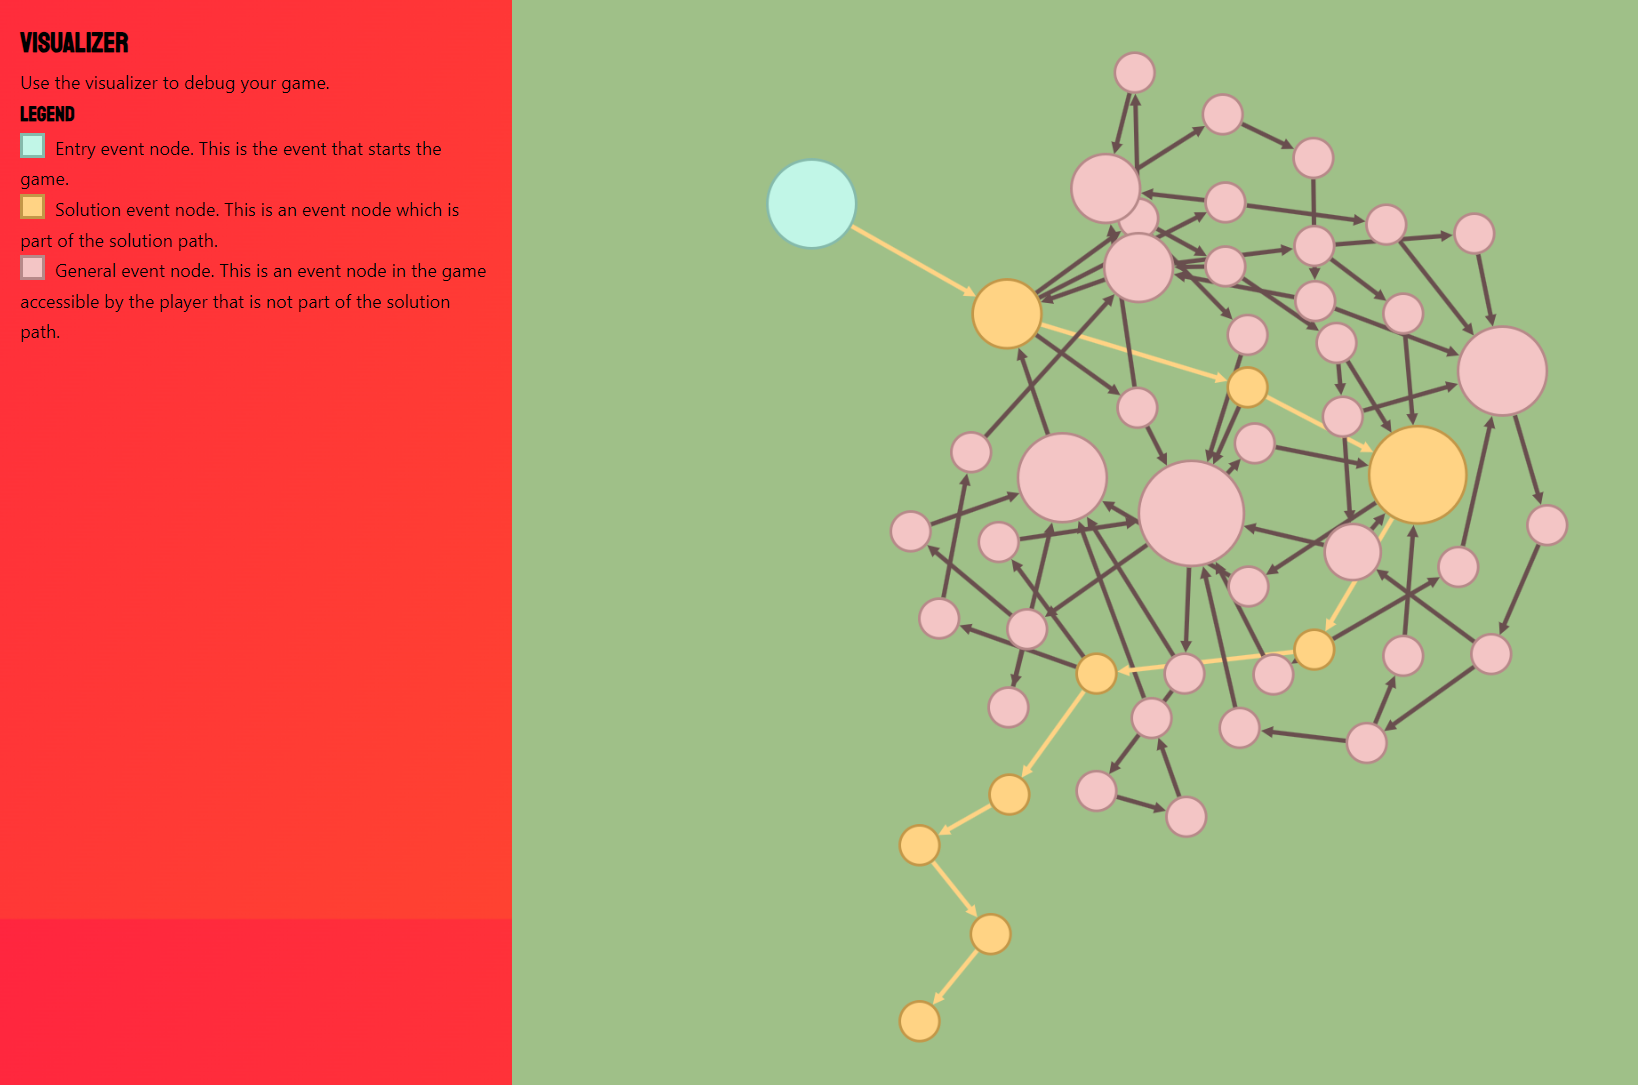 VISUALIZER
Use the visualizer to debug your game.
LEGEND
Entry event node. This is the event that starts the
game.
Solution event node. This is an event node which is
part of the solution path.
General event node. This is an event node in the game
accessible by the player that is not part of the solution
path.